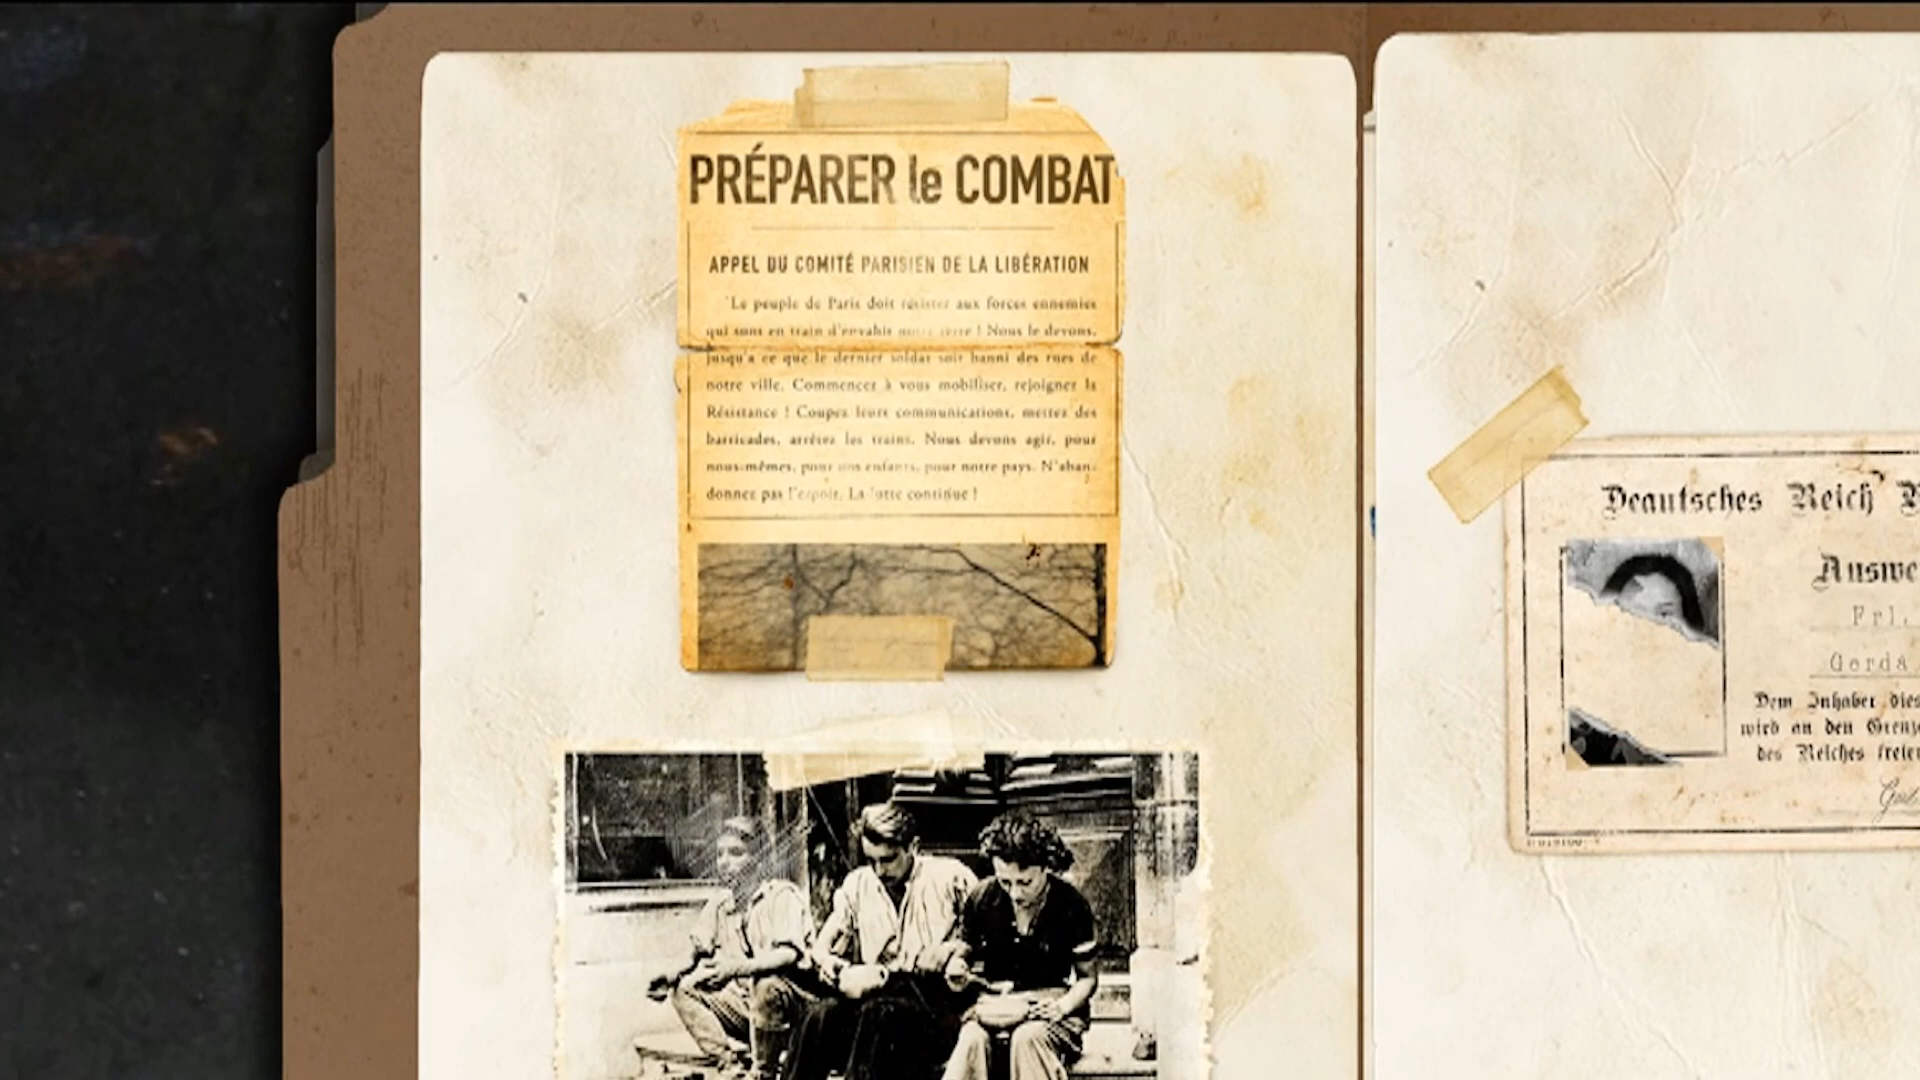 PRÉPARER le COMBAT
APPEL DU COMITÉ PARISIEN DE LA LIBÉRATION
Le peuple de Paris doit résister aux forces ennemies
qui sont en train d'envahir notre terre ! Nous le devons,
jusqu'a ce que le dernier soldat soit banni des rues de
notre ville. Commencez à vous mobiliser, rejoignez la
Résistance ! Coupez leurs communications, mettez des
barricades, arrêtez les trains. Nous devons agir, pour
nous-mêmes, pour nos enfants, pour notre pays. N'aban-
donnez pas l'espoir. La lutte continue !
Deautsches Reich
Auswe
Frl.
Gerda
Dem Inhaber dies
wird an den Grenz
des Reiches freier